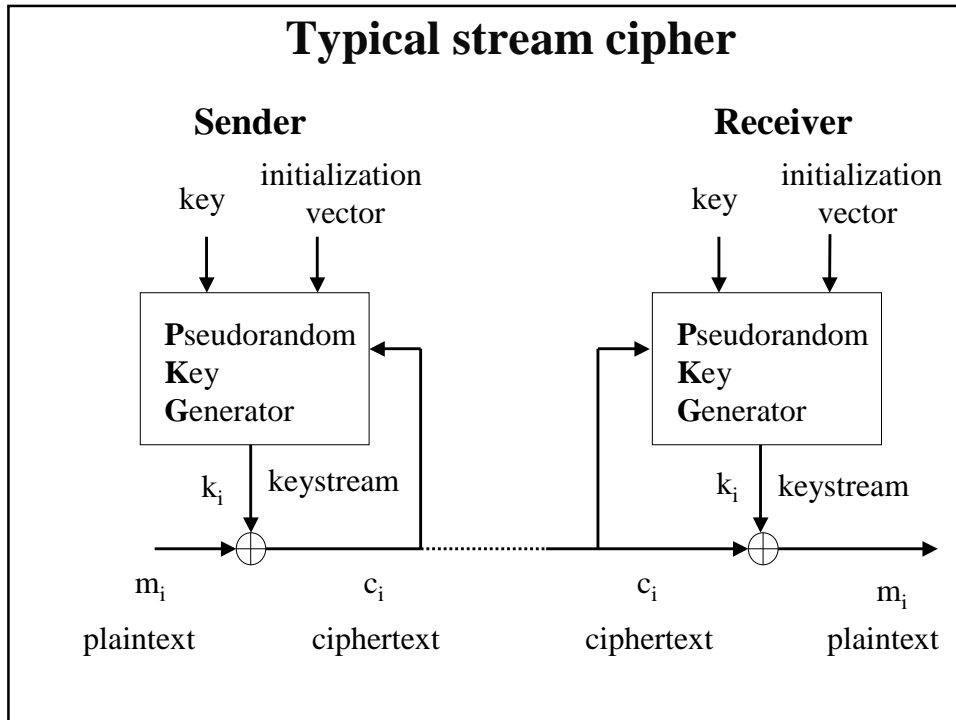 Typical stream cipher
Sender
Receiver
key
initialization
vector
key
initialization
vector
Pseudorandom
Key
Generator
Pseudorandom
Key
Generator
kᵢ
keystream
kᵢ
keystream
mᵢ
cᵢ
cᵢ
mᵢ
plaintext
ciphertext
ciphertext
plaintext